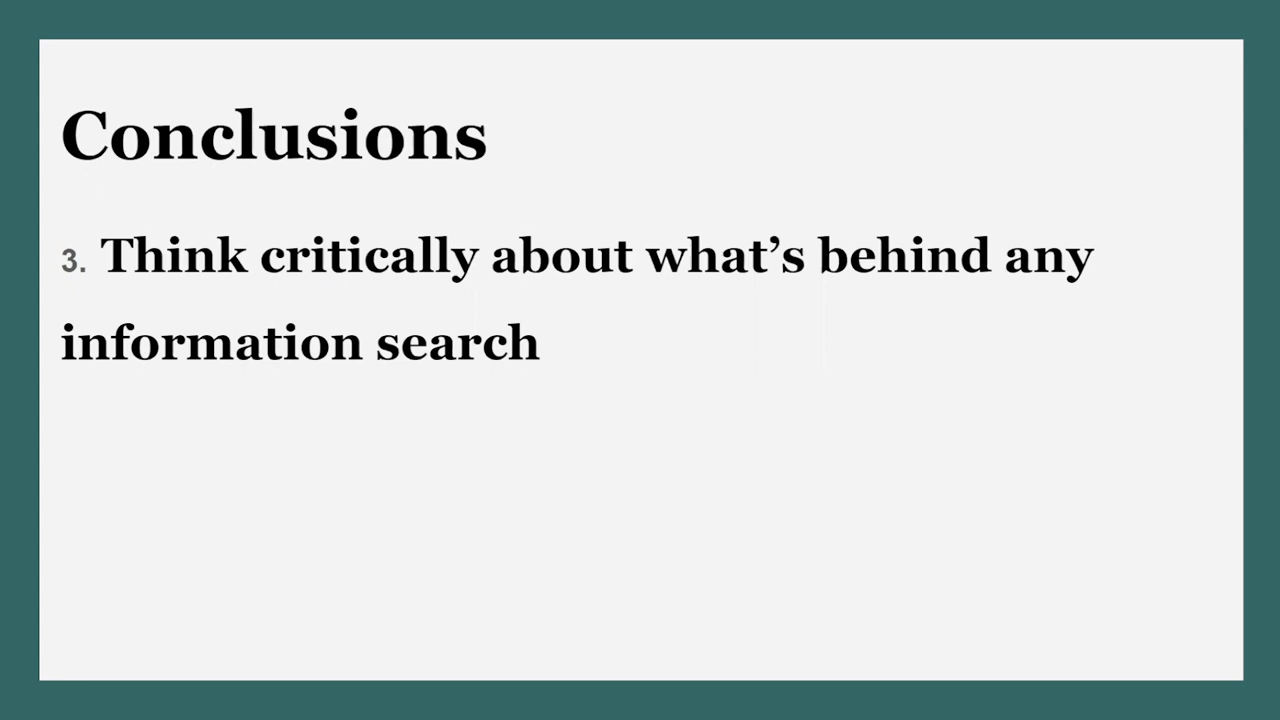 Conclusions
3. Think critically about what’s behind any
information search